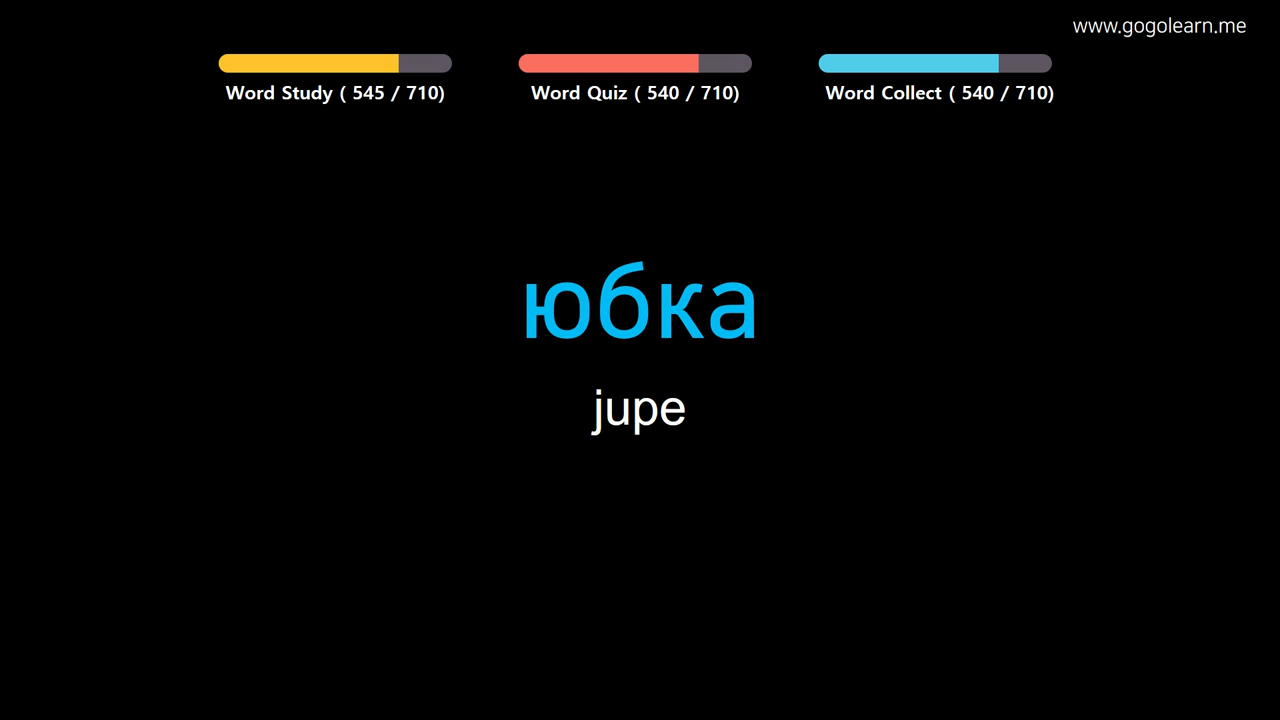 www.gogolearn.me
Word Study ( 545 / 710)
Word Quiz ( 540 / 710)
Word Collect ( 540 / 710)
юбка
jupe